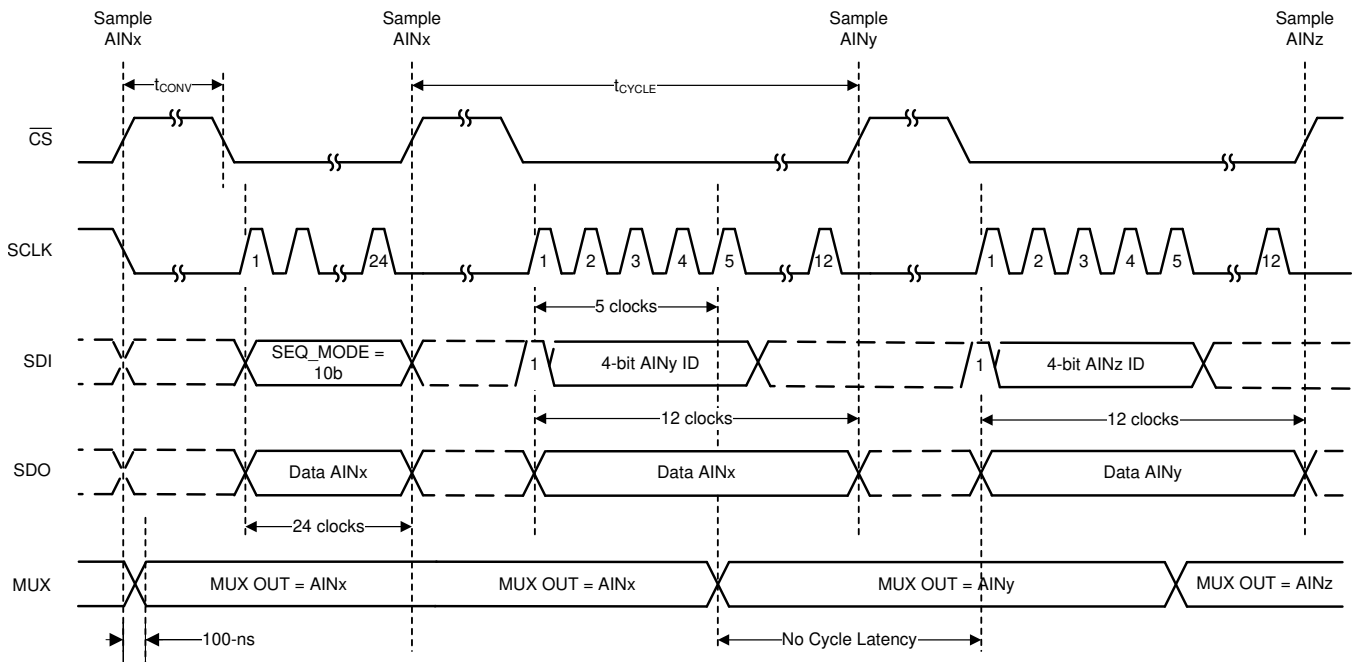 Sample
AINx
Sample
AINx
Sample
AINy
Sample
AINz
tCONV
tCYCLE
CS
SCLK
1
24
1
2
3
4
5
12
1
2
3
4
5
12
5 clocks
SDI
SEQ_MODE =
10b
1
4-bit AINy ID
1
4-bit AINz ID
12 clocks
12 clocks
SDO
Data AINx
Data AINx
Data AINy
24 clocks
MUX
MUX OUT = AINx
MUX OUT = AINx
MUX OUT = AINy
MUX OUT = AINz
100-ns
No Cycle Latency